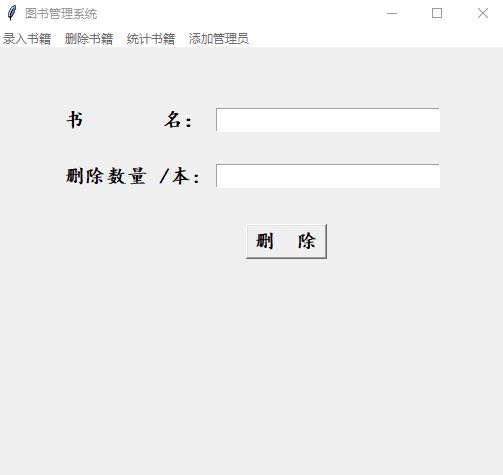 图书管理系统
录入书籍 删除书籍 统计书籍 添加管理员
书 名：
删除数量 /本：
删 除